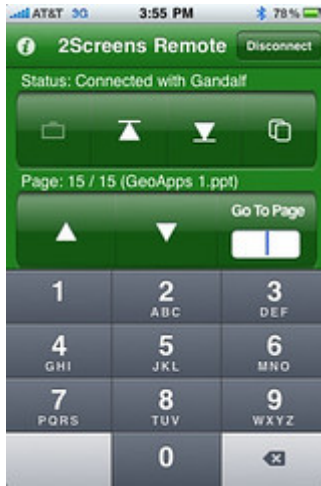 AT&T 3G 3:55 PM 78%
2Screens Remote Disconnect
Status: Connected with Gandalf
Page: 15 / 15 (GeoApps 1.ppt)
Go To Page
1 2 3
ABC DEF
4 5 6
GHI JKL MNO
7 8 9
PQRS TUV WXYZ
0